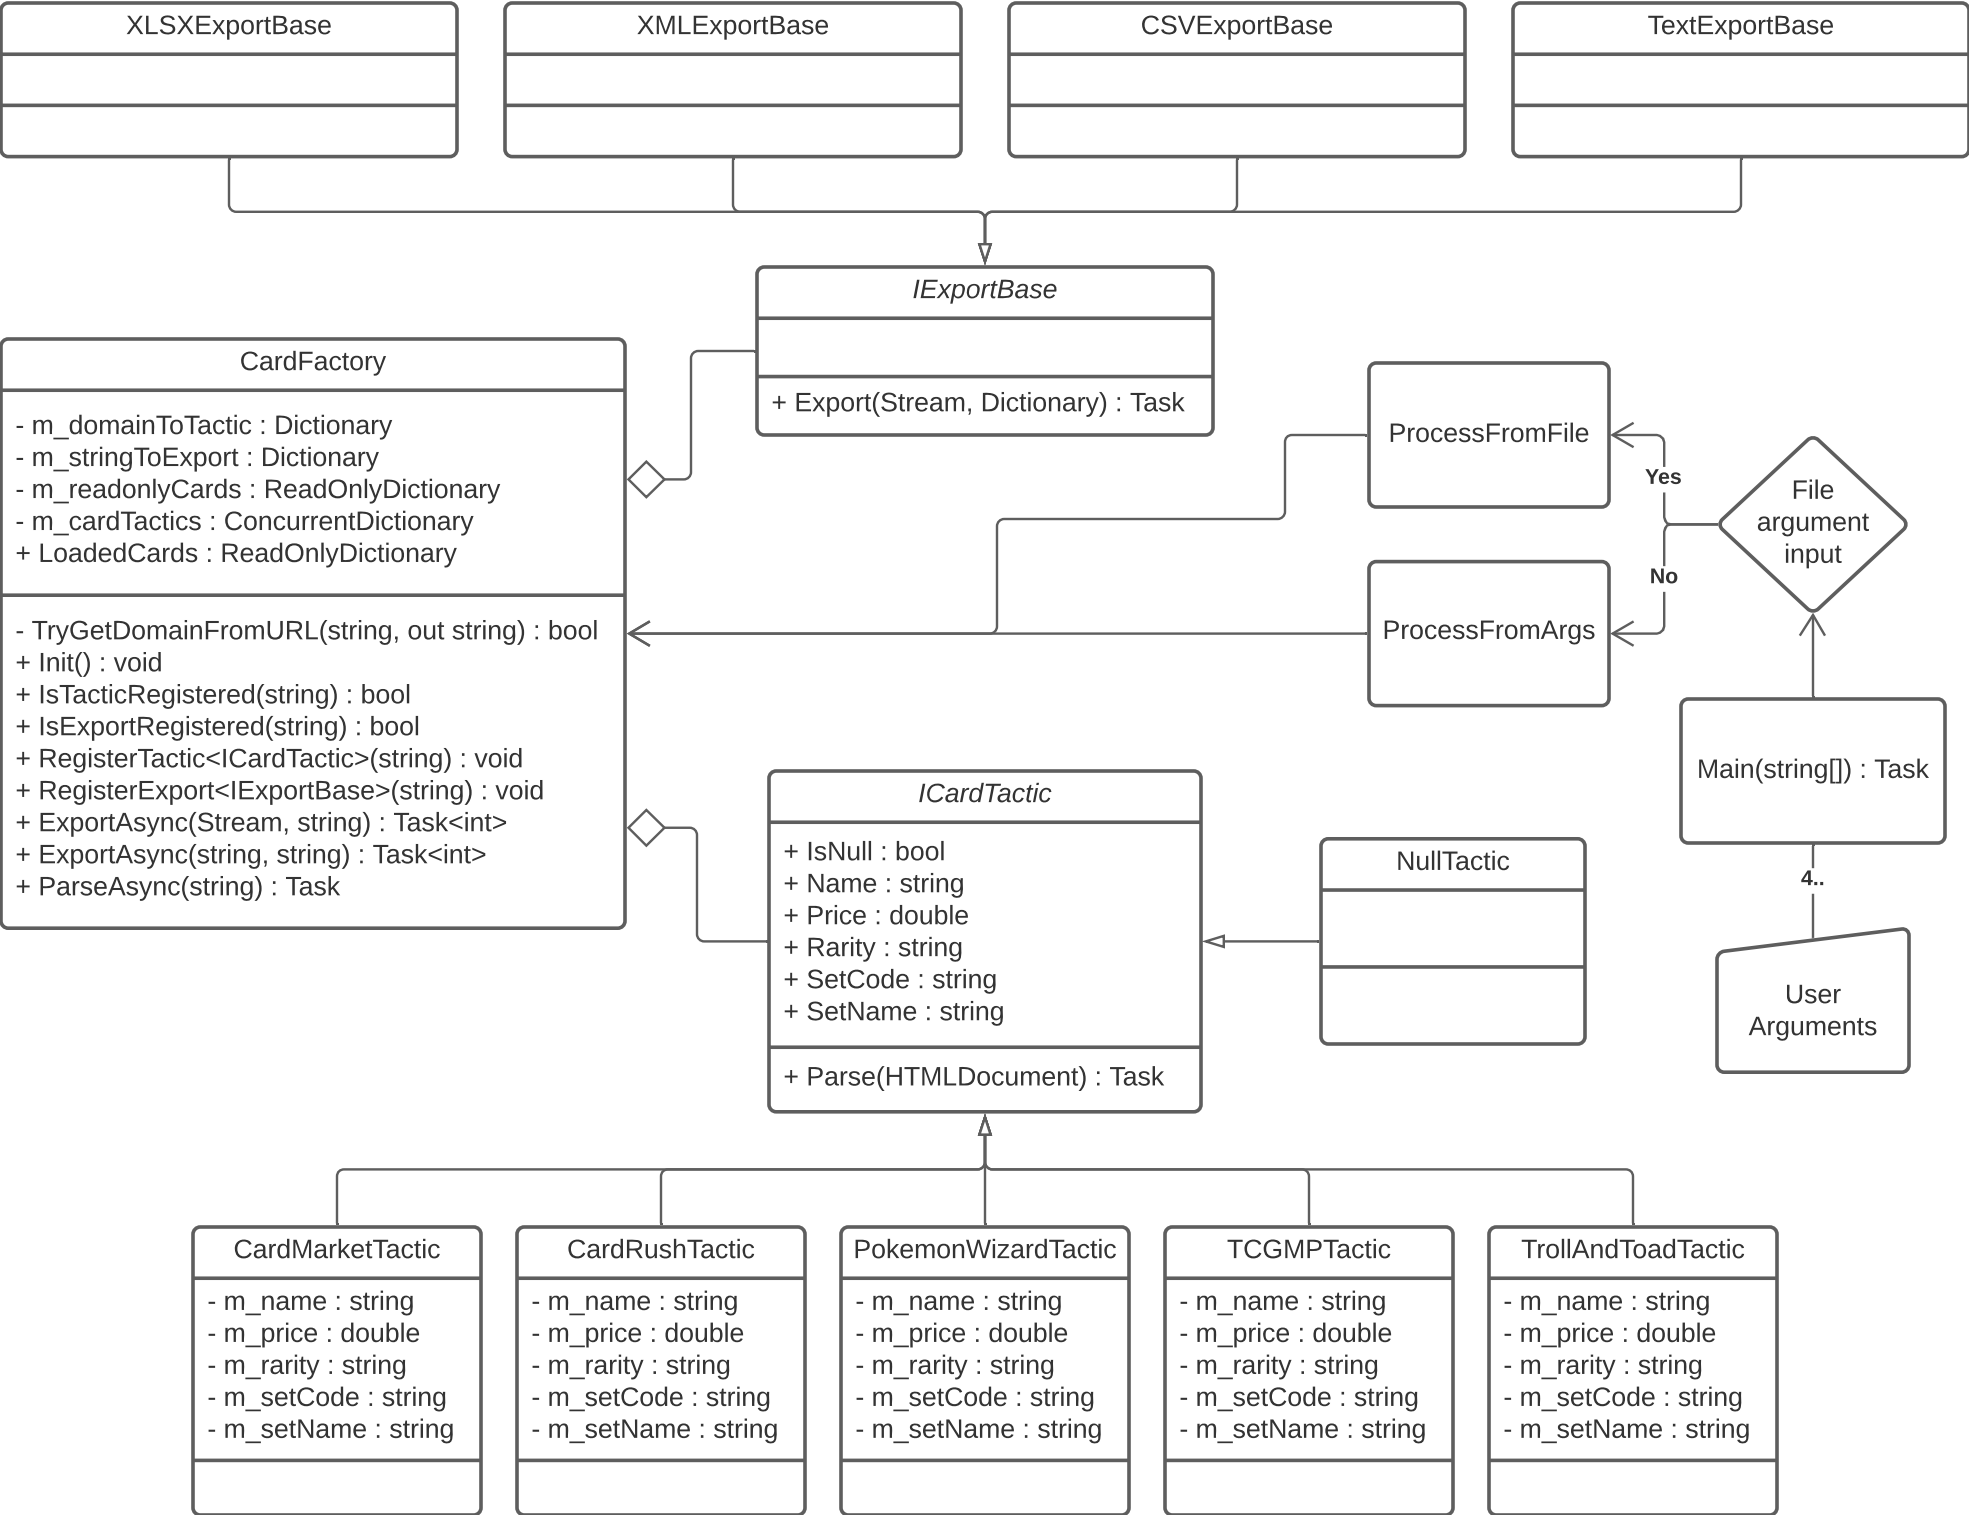 XLSXExportBase
XMLExportBase
CSVExportBase
TextExportBase
IExportBase
+ Export(Stream, Dictionary) : Task
CardFactory
- m_domainToTactic : Dictionary
- m_stringToExport : Dictionary
- m_readonlyCards : ReadOnlyDictionary
- m_cardTactics : ConcurrentDictionary
+ LoadedCards : ReadOnlyDictionary
- TryGetDomainFromURL(string, out string) : bool
+ Init() : void
+ IsTacticRegistered(string) : bool
+ IsExportRegistered(string) : bool
+ RegisterTactic<ICardTactic>(string) : void
+ RegisterExport<IExportBase>(string) : void
+ ExportAsync(Stream, string) : Task<int>
+ ExportAsync(string, string) : Task<int>
+ ParseAsync(string) : Task
ProcessFromFile
Yes
File
argument
input
No
ProcessFromArgs
Main(string[]) : Task
4..
User
Arguments
ICardTactic
+ IsNull : bool
+ Name : string
+ Price : double
+ Rarity : string
+ SetCode : string
+ SetName : string
+ Parse(HTMLDocument) : Task
NullTactic
CardMarketTactic
- m_name : string
- m_price : double
- m_rarity : string
- m_setCode : string
- m_setName : string
CardRushTactic
- m_name : string
- m_price : double
- m_rarity : string
- m_setCode : string
- m_setName : string
PokemonWizardTactic
- m_name : string
- m_price : double
- m_rarity : string
- m_setCode : string
- m_setName : string
TCGMPTactic
- m_name : string
- m_price : double
- m_rarity : string
- m_setCode : string
- m_setName : string
TrollAndToadTactic
- m_name : string
- m_price : double
- m_rarity : string
- m_setCode : string
- m_setName : string